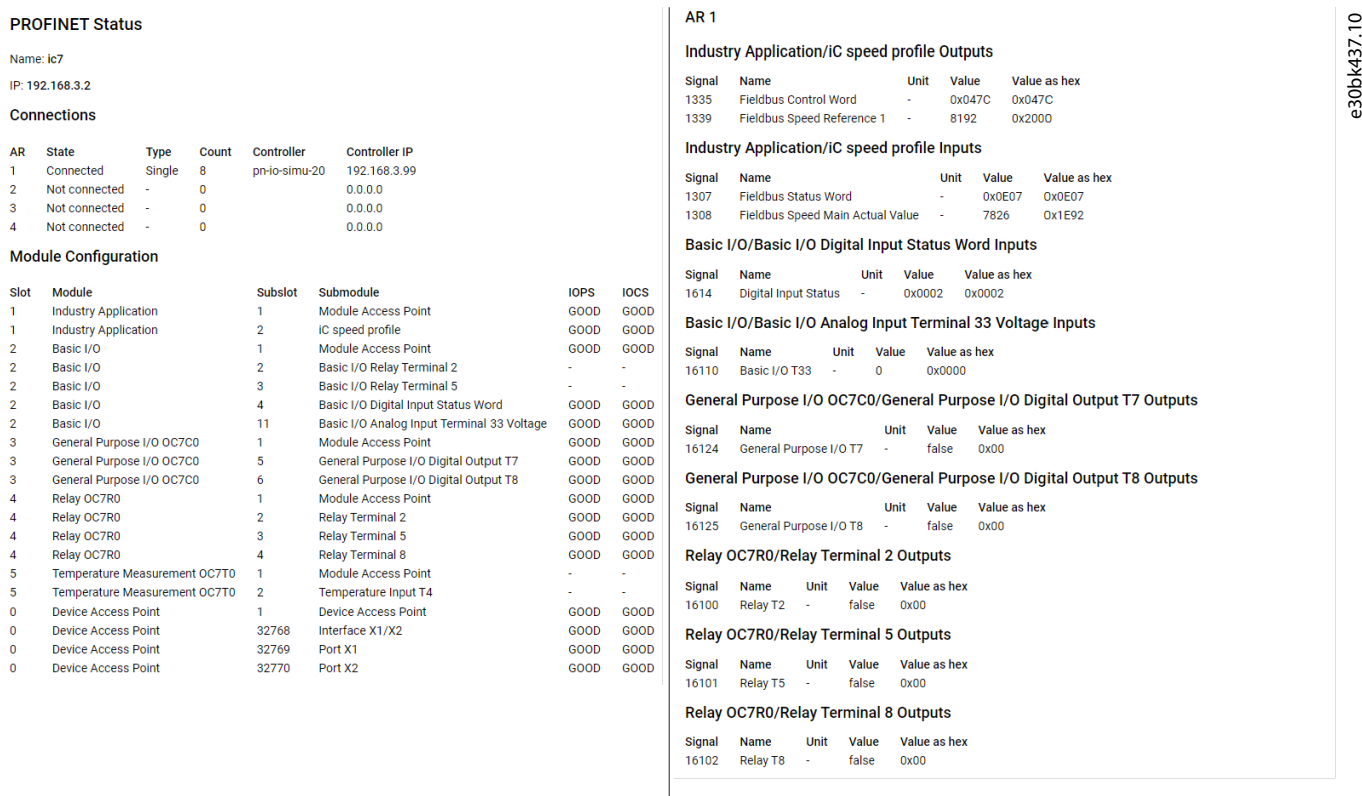 PROFINET Status
Name: ic7
IP: 192.168.3.2
Connections
AR State Type Count Controller Controller IP
1 Connected Single 8 pn-io-simu-20 192.168.3.99
2 Not connected - 0 0.0.0.0
3 Not connected - 0 0.0.0.0
4 Not connected - 0 0.0.0.0
Module Configuration
Slot Module Subslot Submodule IOPS IOCS
1 Industry Application 1 Module Access Point GOOD GOOD
1 Industry Application 2 iC speed profile GOOD GOOD
2 Basic I/O 1 Module Access Point GOOD GOOD
2 Basic I/O 2 Basic I/O Relay Terminal 2 - -
2 Basic I/O 3 Basic I/O Relay Terminal 5 - -
2 Basic I/O 4 Basic I/O Digital Input Status Word GOOD GOOD
2 Basic I/O 11 Basic I/O Analog Input Terminal 33 Voltage GOOD GOOD
3 General Purpose I/O OC7C0 1 Module Access Point GOOD GOOD
3 General Purpose I/O OC7C0 5 General Purpose I/O Digital Output T7 GOOD GOOD
3 General Purpose I/O OC7C0 6 General Purpose I/O Digital Output T8 GOOD GOOD
4 Relay OC7R0 1 Module Access Point GOOD GOOD
4 Relay OC7R0 2 Relay Terminal 2 GOOD GOOD
4 Relay OC7R0 3 Relay Terminal 5 GOOD GOOD
4 Relay OC7R0 4 Relay Terminal 8 GOOD GOOD
5 Temperature Measurement OC7T0 1 Module Access Point - -
5 Temperature Measurement OC7T0 2 Temperature Input T4 - -
0 Device Access Point 1 Device Access Point GOOD GOOD
0 Device Access Point 32768 Interface X1/X2 GOOD GOOD
0 Device Access Point 32769 Port X1 GOOD GOOD
0 Device Access Point 32770 Port X2 GOOD GOOD
AR 1
Industry Application/iC speed profile Outputs
Signal Name Unit Value Value as hex
1335 Fieldbus Control Word - 0x047C 0x047C
1339 Fieldbus Speed Reference 1 - 8192 0x2000
Industry Application/iC speed profile Inputs
Signal Name Unit Value Value as hex
1307 Fieldbus Status Word - 0x0E07 0x0E07
1308 Fieldbus Speed Main Actual Value - 7826 0x1E92
Basic I/O/Basic I/O Digital Input Status Word Inputs
Signal Name Unit Value Value as hex
1614 Digital Input Status - 0x0002 0x0002
Basic I/O/Basic I/O Analog Input Terminal 33 Voltage Inputs
Signal Name Unit Value Value as hex
16110 Basic I/O T33 - 0 0x0000
General Purpose I/O OC7C0/General Purpose I/O Digital Output T7 Outputs
Signal Name Unit Value Value as hex
16124 General Purpose I/O T7 - false 0x00
General Purpose I/O OC7C0/General Purpose I/O Digital Output T8 Outputs
Signal Name Unit Value Value as hex
16125 General Purpose I/O T8 - false 0x00
Relay OC7R0/Relay Terminal 2 Outputs
Signal Name Unit Value Value as hex
16100 Relay T2 - false 0x00
Relay OC7R0/Relay Terminal 5 Outputs
Signal Name Unit Value Value as hex
16101 Relay T5 - false 0x00
Relay OC7R0/Relay Terminal 8 Outputs
Signal Name Unit Value Value as hex
16102 Relay T8 - false 0x00
e30bk437.10